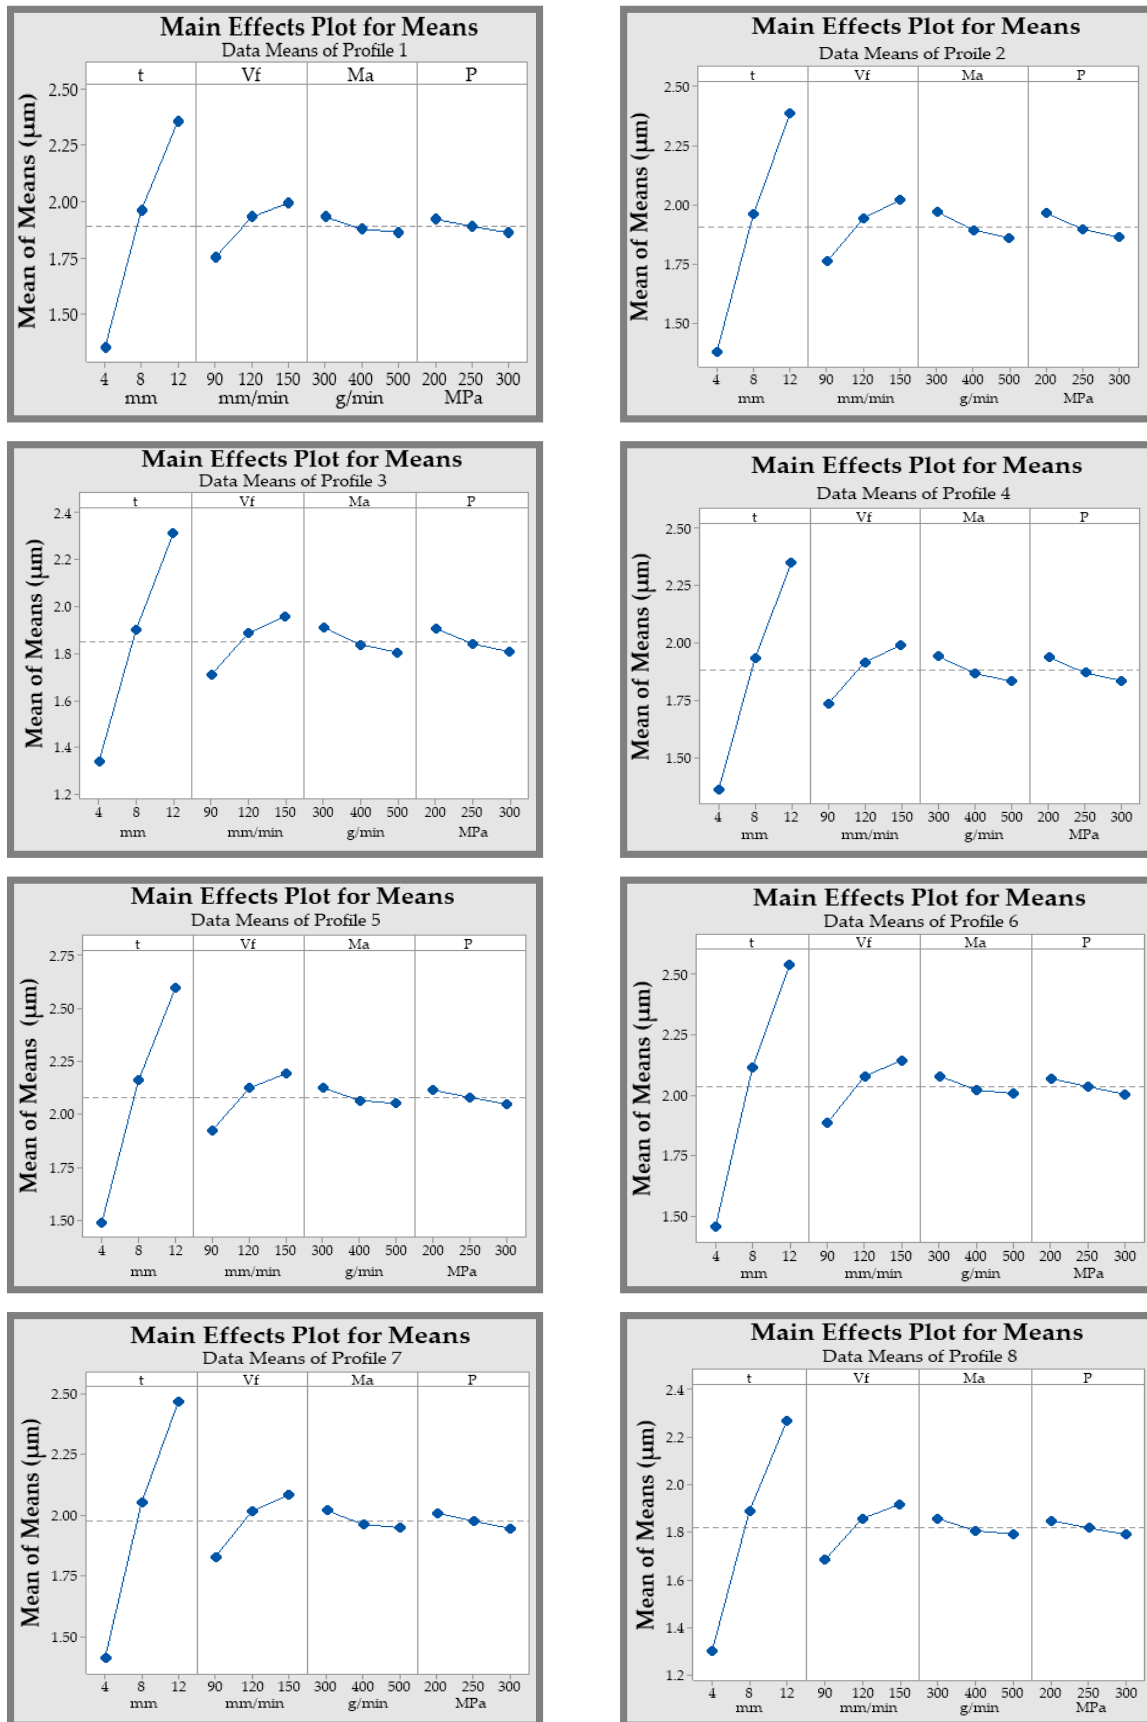 Main Effects Plot for Means
Data Means of Profile 1
t Vf Ma P
Mean of Means (μm)
2.50
2.25
2.00
1.75
1.50
4 8 12 90 120 150 300 400 500 200 250 300
mm mm/min g/min MPa
Main Effects Plot for Means
Data Means of Proile 2
t Vf Ma P
Mean of Means (μm)
2.50
2.25
2.00
1.75
1.50
4 8 12 90 120 150 300 400 500 200 250 300
mm mm/min g/min MPa
Main Effects Plot for Means
Data Means of Profile 3
t Vf Ma P
Mean of Means (μm)
2.4
2.2
2.0
1.8
1.6
1.4
1.2
4 8 12 90 120 150 300 400 500 200 250 300
mm mm/min g/min MPa
Main Effects Plot for Means
Data Means of Profile 4
t Vf Ma P
Mean of Means (μm)
2.50
2.25
2.00
1.75
1.50
4 8 12 90 120 150 300 400 500 200 250 300
mm mm/min g/min MPa
Main Effects Plot for Means
Data Means of Profile 5
t Vf Ma P
Mean of Means (μm)
2.75
2.50
2.25
2.00
1.75
1.50
4 8 12 90 120 150 300 400 500 200 250 300
mm mm/min g/min MPa
Main Effects Plot for Means
Data Means of Profile 6
t Vf Ma P
Mean of Means (μm)
2.50
2.25
2.00
1.75
1.50
4 8 12 90 120 150 300 400 500 200 250 300
mm mm/min g/min MPa
Main Effects Plot for Means
Data Means of Profile 7
t Vf Ma P
Mean of Means (μm)
2.50
2.25
2.00
1.75
1.50
4 8 12 90 120 150 300 400 500 200 250 300
mm mm/min g/min MPa
Main Effects Plot for Means
Data Means of Profile 8
t Vf Ma P
Mean of Means (μm)
2.4
2.2
2.0
1.8
1.6
1.4
1.2
4 8 12 90 120 150 300 400 500 200 250 300
mm mm/min g/min MPa